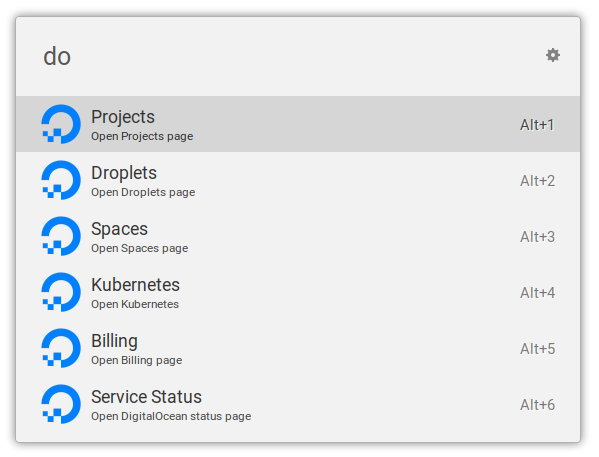 do
Projects
Open Projects page
Alt+1
Droplets
Open Droplets page
Alt+2
Spaces
Open Spaces page
Alt+3
Kubernetes
Open Kubernetes
Alt+4
Billing
Open Billing page
Alt+5
Service Status
Open DigitalOcean status page
Alt+6